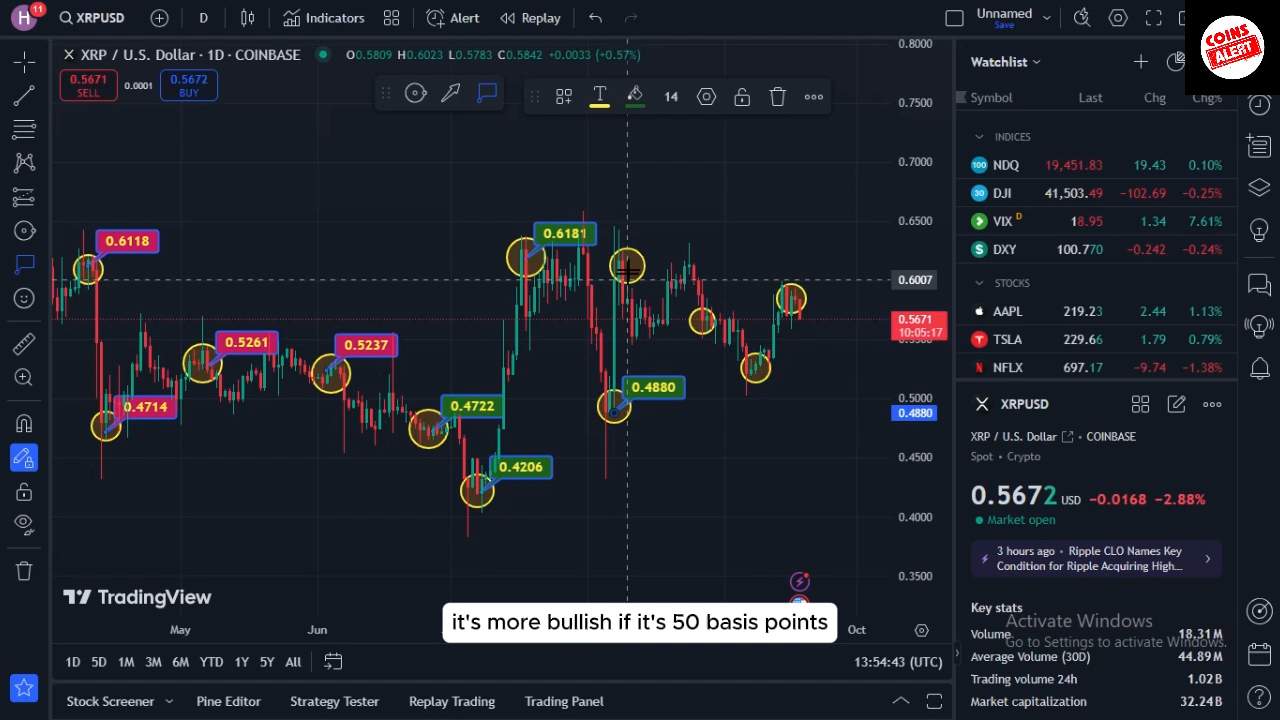 H 11 XRPUSD D Indicators Alert Replay Unnamed
Save
COINS
ALERT
XRP / U.S. Dollar · 1D · COINBASE O0.5809 H0.6023 L0.5783 C0.5842 +0.0033 (+0.57%)
0.5671
SELL
0.0001
0.5672
BUY
14
0.8000
0.7500
0.7000
0.6500
0.6007
0.5671
10:05:17
0.5000
0.4880
0.4500
0.4000
0.3500
0.6118
0.4714
0.5261
0.5237
0.4722
0.4206
0.6181
0.4880
TradingView
it's more bullish if it's 50 basis points
May Jun Oct
1D 5D 1M 3M 6M YTD 1Y 5Y All 13:54:43 (UTC)
Stock Screener Pine Editor Strategy Tester Replay Trading Trading Panel
Watchlist
Symbol Last Chg Chg%
INDICES
100 NDQ 19,451.83 19.43 0.10%
30 DJI 41,503.49 -102.69 -0.25%
VIX D 18.95 1.34 7.61%
DXY 100.770 -0.242 -0.24%
STOCKS
AAPL 219.23 2.44 1.13%
TSLA 229.66 1.79 0.79%
NFLX 697.17 -9.74 -1.38%
XRPUSD
XRP / U.S. Dollar · COINBASE
Spot · Crypto
0.5672 USD -0.0168 -2.88%
Market open
3 hours ago · Ripple CLO Names Key
Condition for Ripple Acquiring High...
Key stats
Activate Windows
Go to Settings to activate Windows.
Volume 18.31M
Average Volume (30D) 44.89M
Trading volume 24h 1.02B
Market capitalization 32.24B